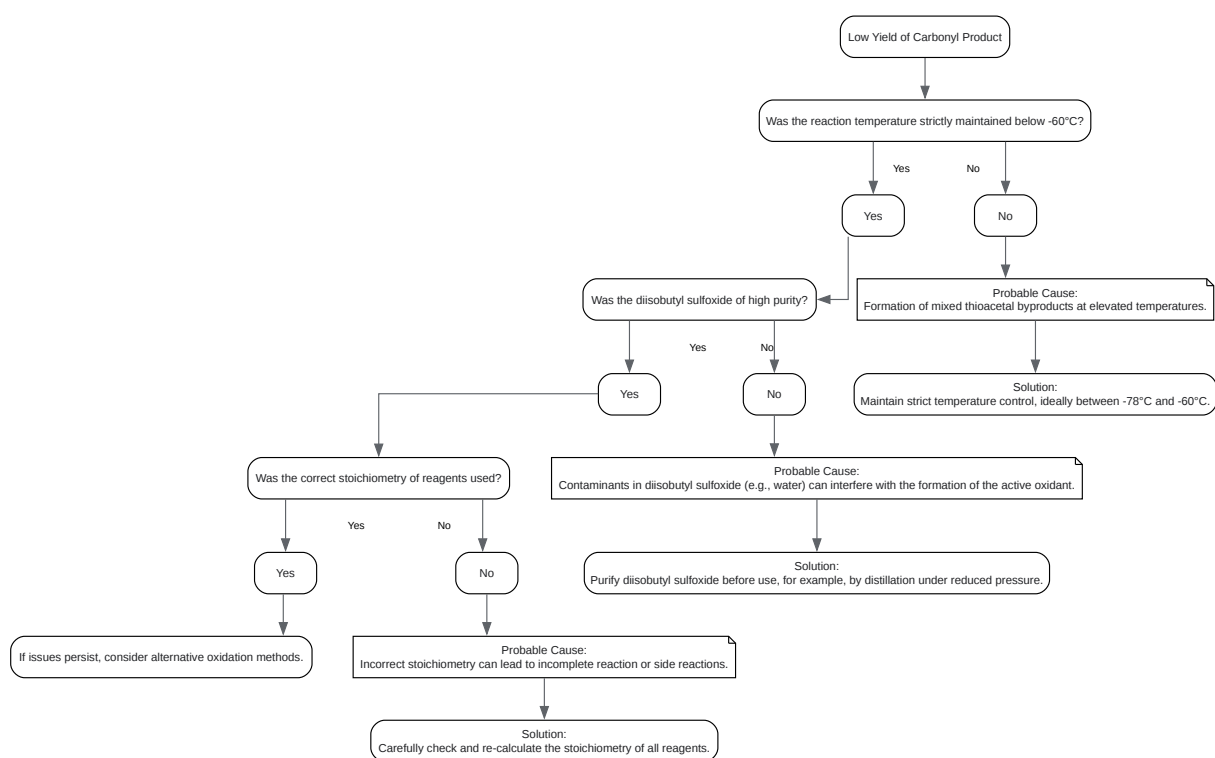 Low Yield of Carbonyl Product
Was the reaction temperature strictly maintained below -60°C?
Yes
No
Yes
No
Was the diisobutyl sulfoxide of high purity?
Probable Cause:
Formation of mixed thioacetal byproducts at elevated temperatures.
Yes
No
Yes
No
Solution:
Maintain strict temperature control, ideally between -78°C and -60°C.
Was the correct stoichiometry of reagents used?
Probable Cause:
Contaminants in diisobutyl sulfoxide (e.g., water) can interfere with the formation of the active oxidant.
Yes
No
Yes
No
Solution:
Purify diisobutyl sulfoxide before use, for example, by distillation under reduced pressure.
If issues persist, consider alternative oxidation methods.
Probable Cause:
Incorrect stoichiometry can lead to incomplete reaction or side reactions.
Solution:
Carefully check and re-calculate the stoichiometry of all reagents.